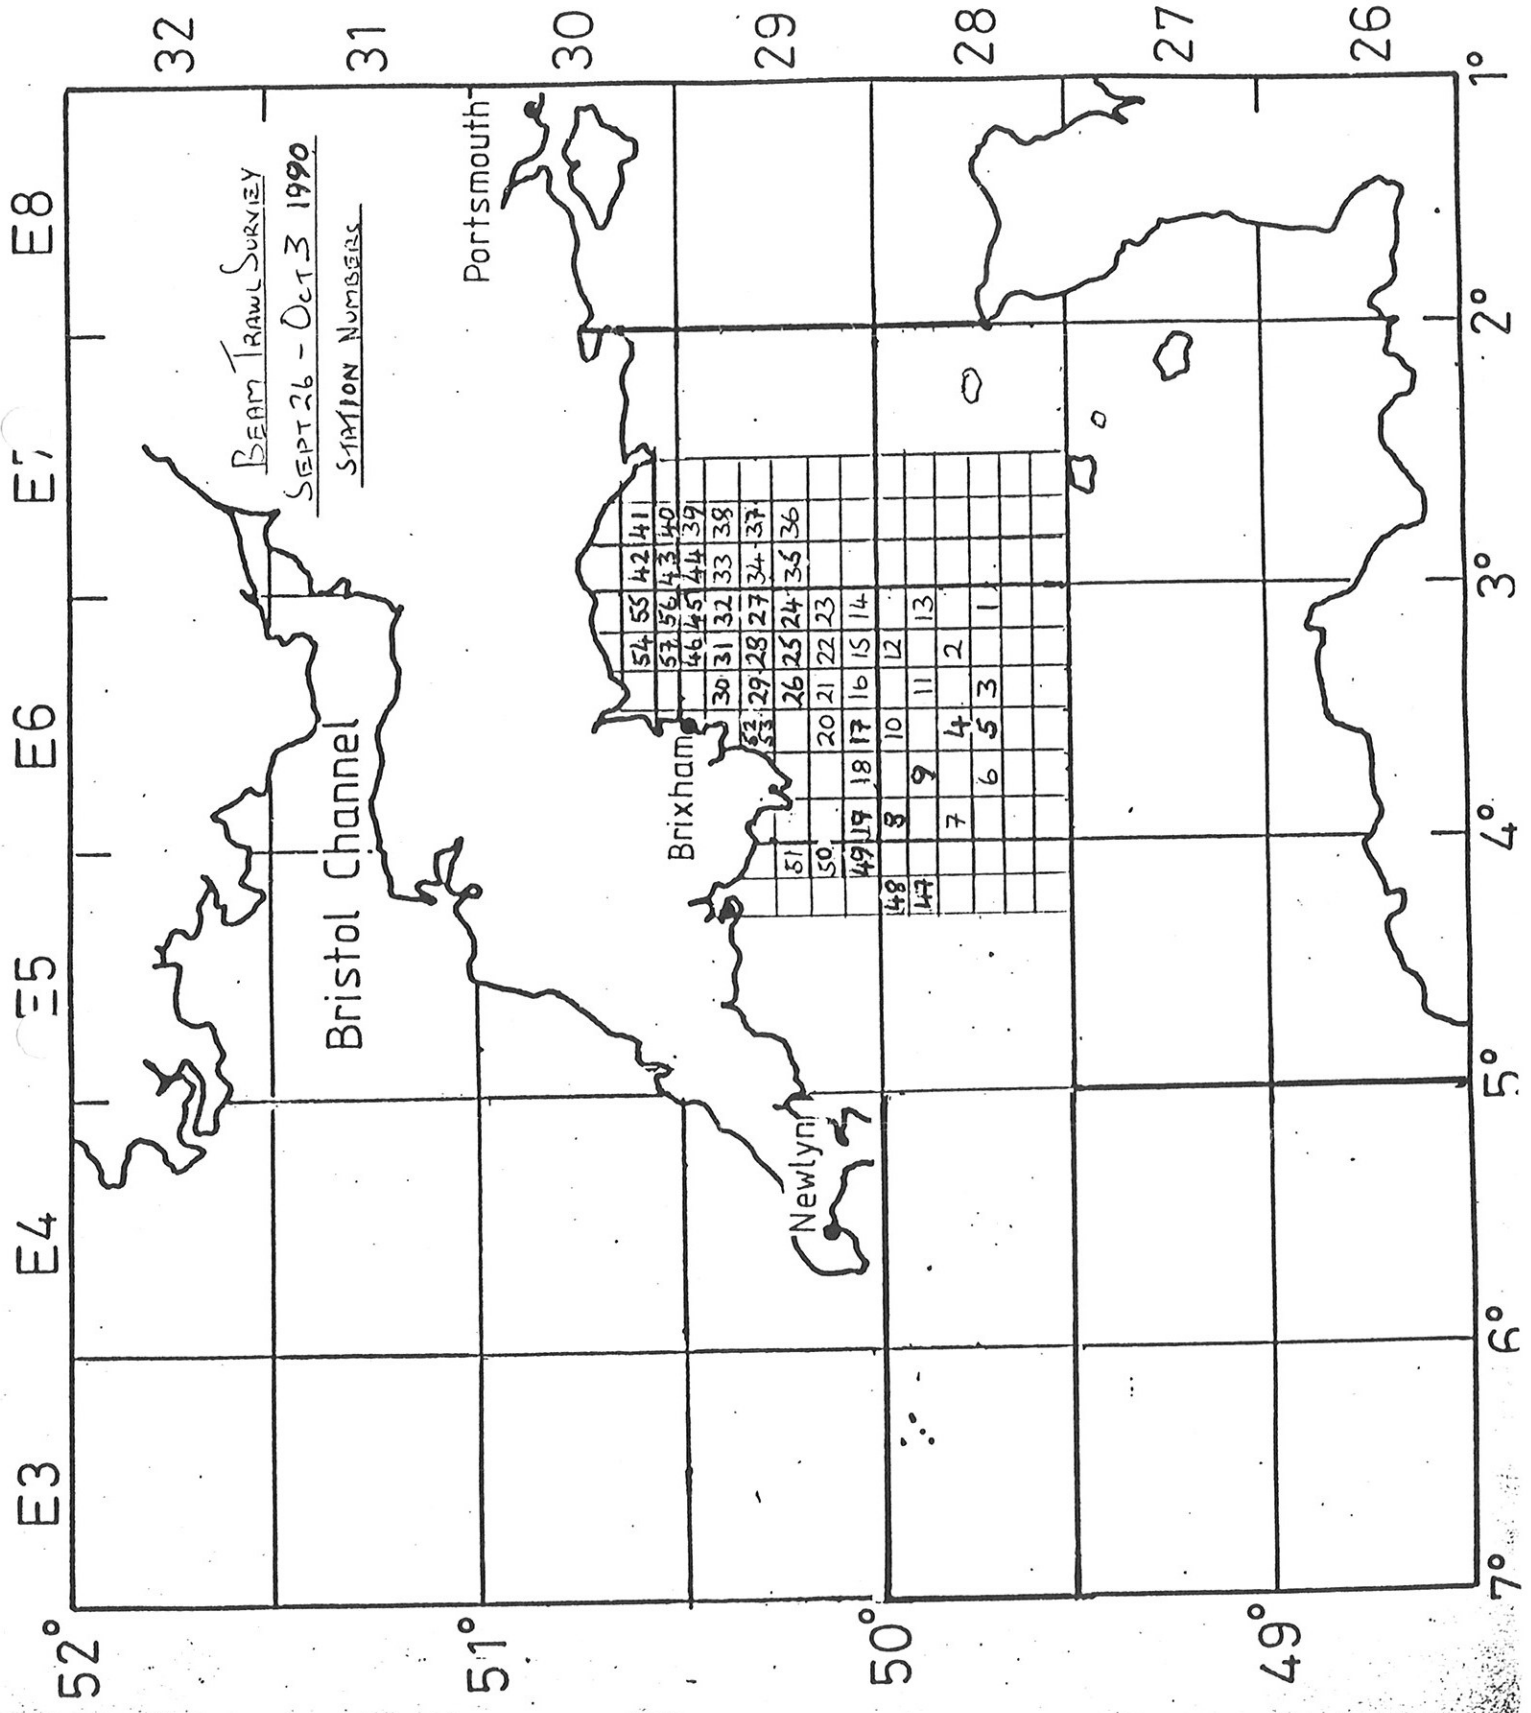 E3 E4 E5 E6 E7 E8
52°
32
BEAM TRAWL SURVEY
SEPT 26 - OCT 3 1990
STATION NUMBERS
Bristol Channel
31
51°
Portsmouth
30
54 55 42 41
57 56 43 40
Brixham
46 45 44 39
30 31 32 33 38
52
53 29 28 27 34 37
29
51 26 25 24 35 36
Newlyn
50 20 21 22 23
49 19 18 17 16 15 14
50°
48 8 10 12
47 9 11 13
7 4 2
28
6 5 3 1
27
49°
26
7° 6° 5° 4° 3° 2° 1°